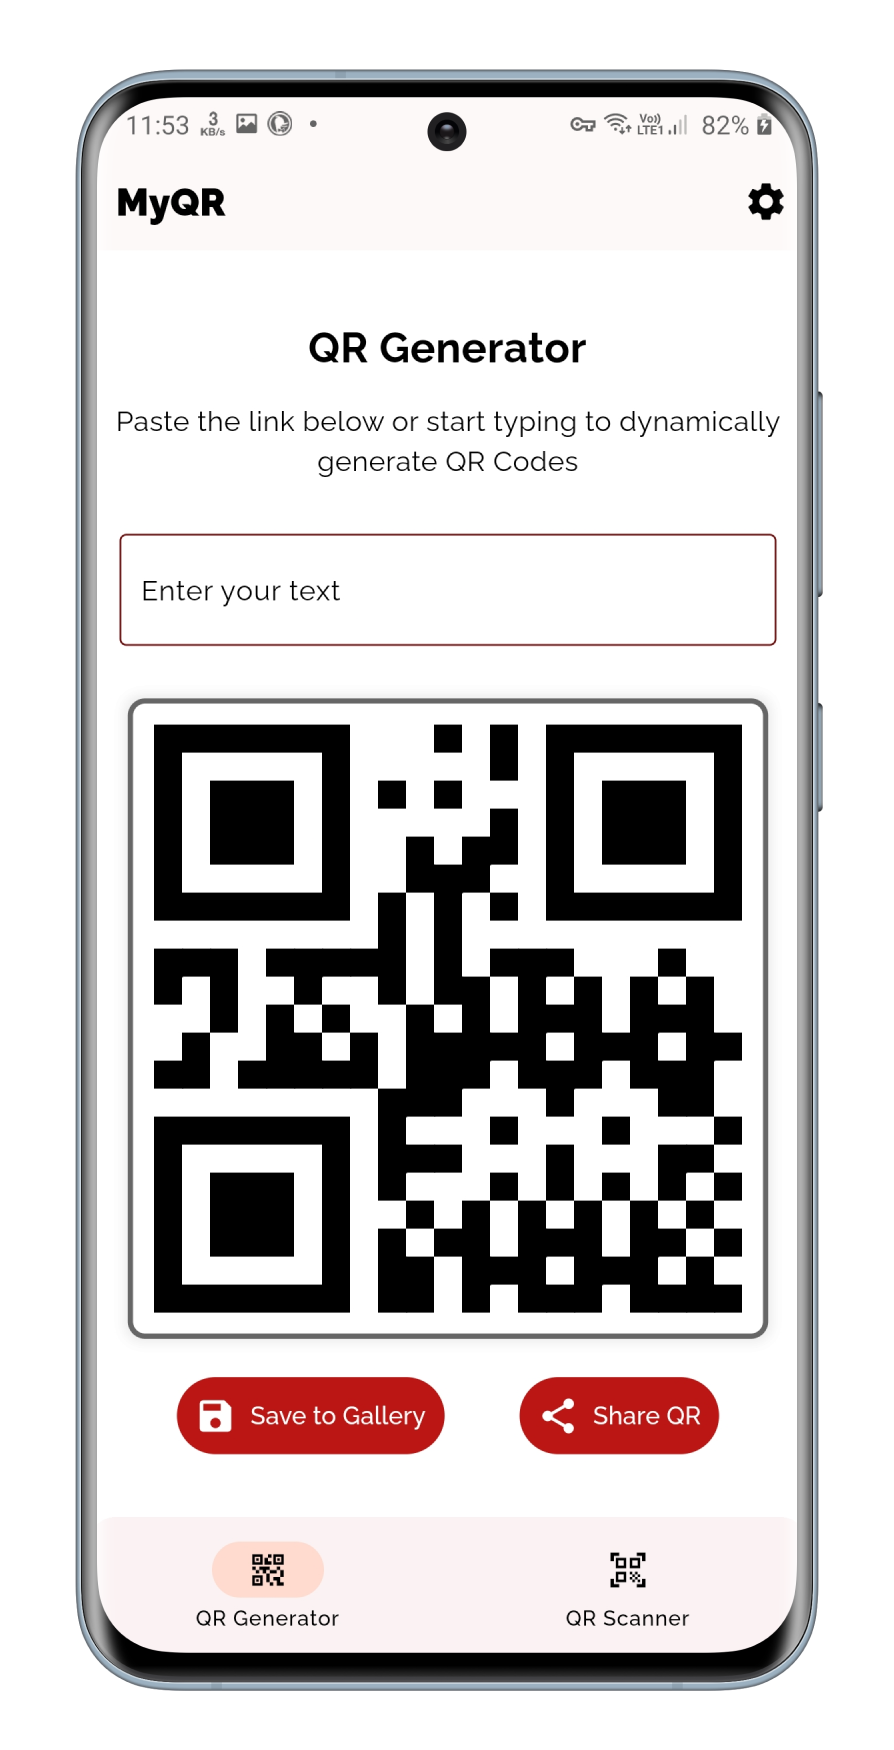 11:53 3 KB/s Vo)) LTE1 82%
MyQR
QR Generator
Paste the link below or start typing to dynamically
generate QR Codes
Enter your text
Save to Gallery Share QR
QR Generator QR Scanner